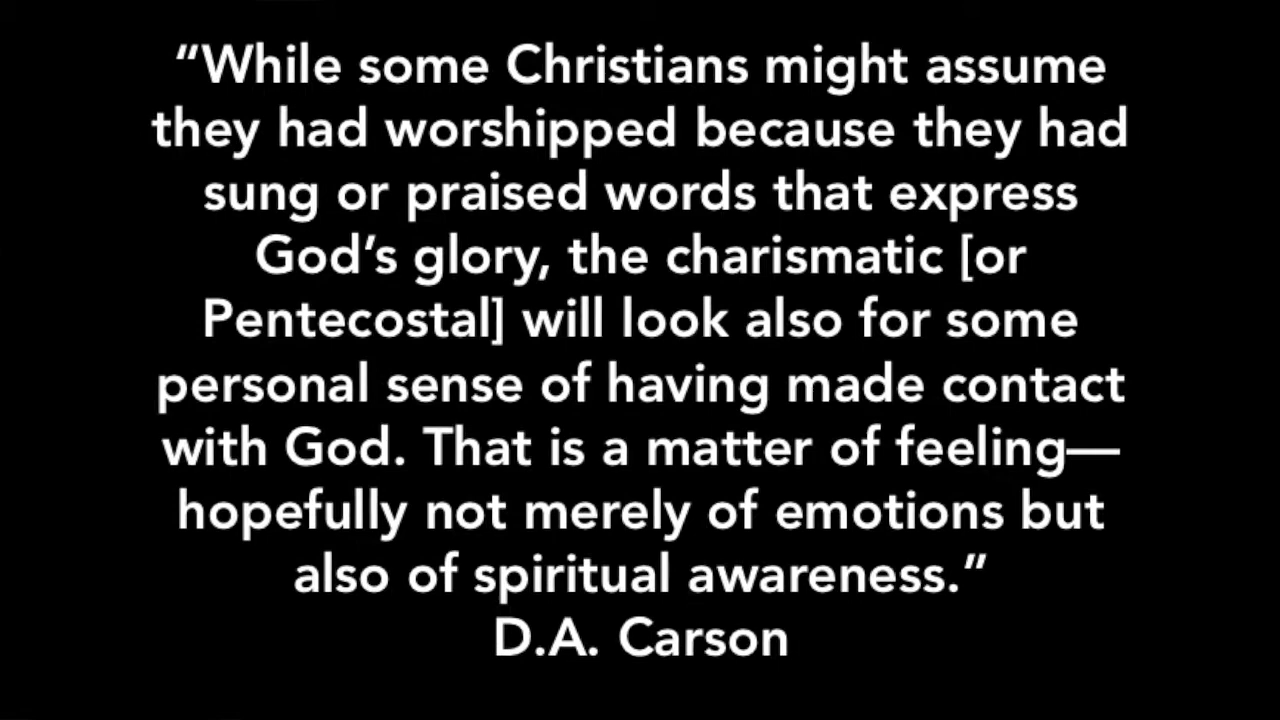 “While some Christians might assume
they had worshipped because they had
sung or praised words that express
God’s glory, the charismatic [or
Pentecostal] will look also for some
personal sense of having made contact
with God. That is a matter of feeling—
hopefully not merely of emotions but
also of spiritual awareness.”
D.A. Carson